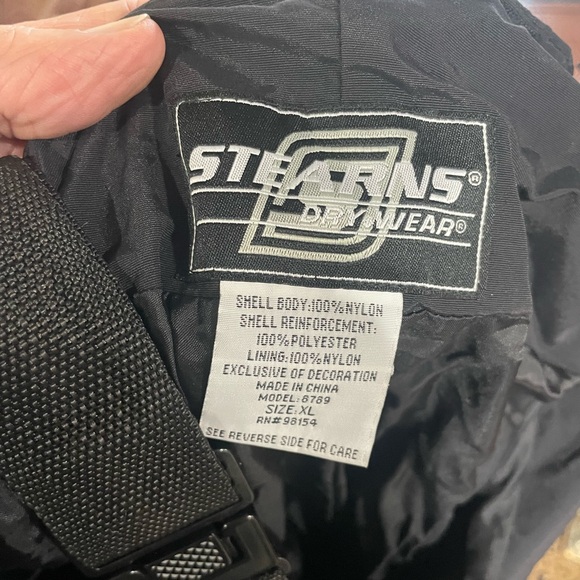 STEARNS®
DRYWEAR®
SHELL BODY:100%NYLON
SHELL REINFORCEMENT:
100%POLYESTER
LINING:100%NYLON
EXCLUSIVE OF DECORATION
MADE IN CHINA
MODEL: 8789
SIZE: XL
RN#98154
SEE REVERSE SIDE FOR CARE